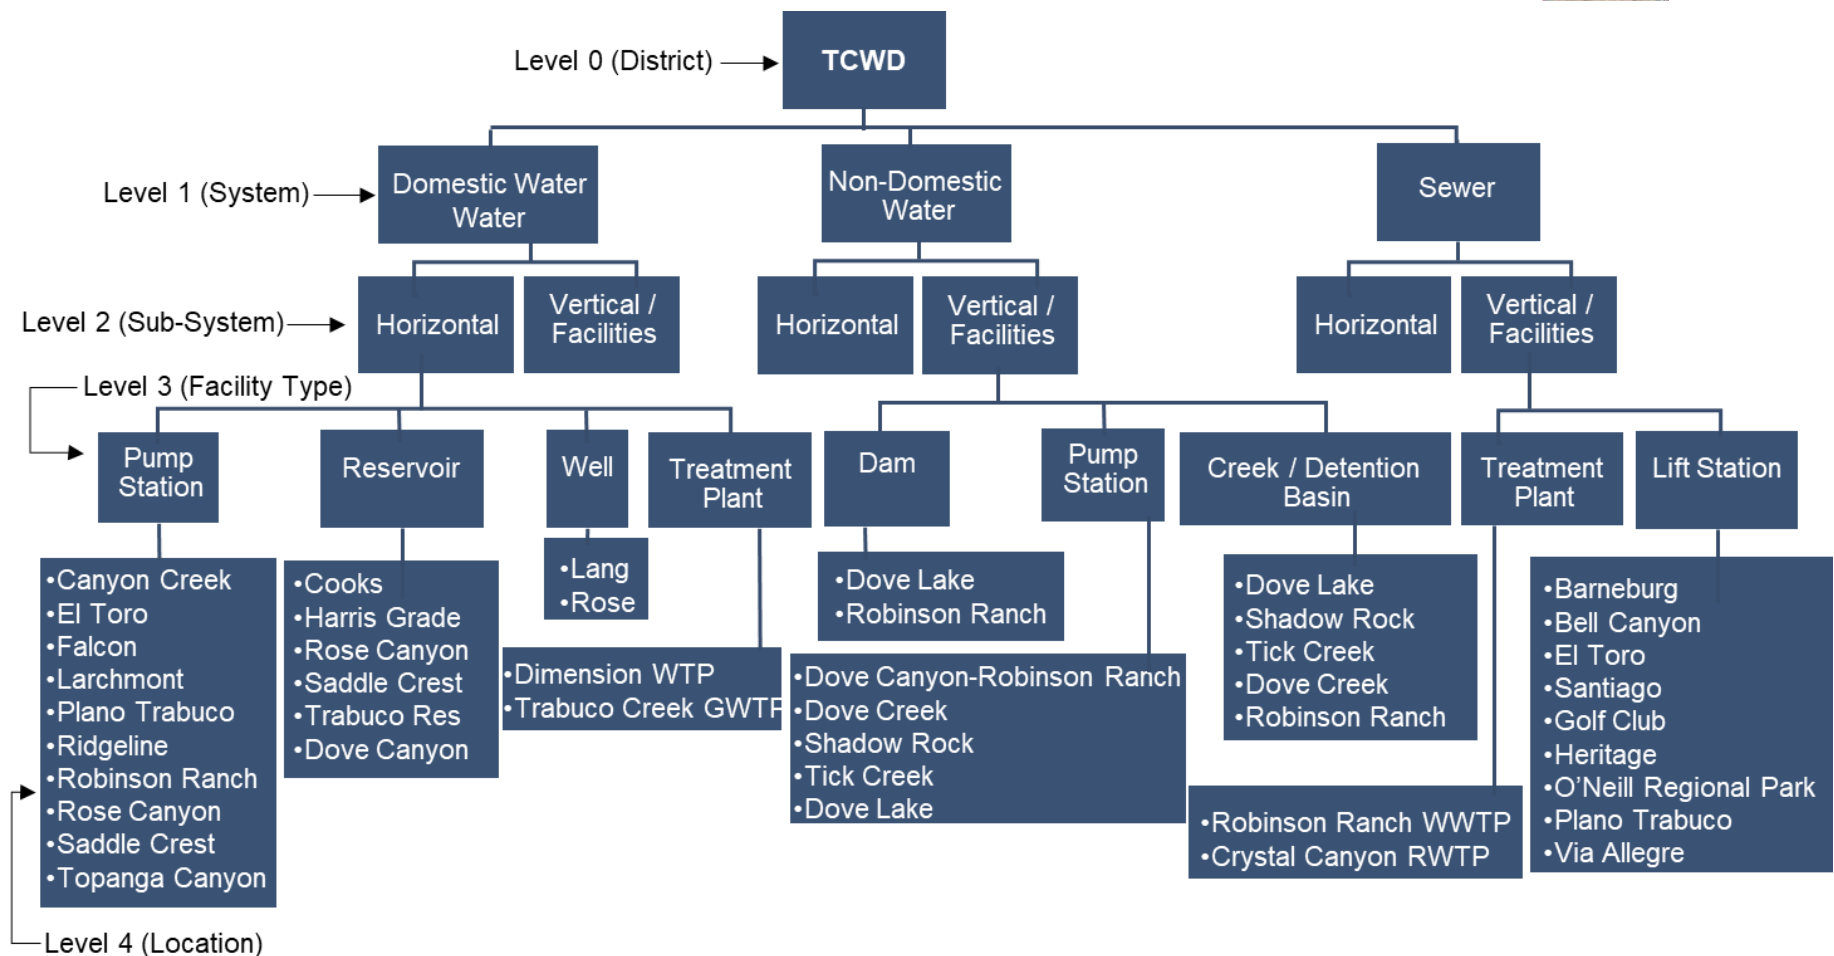 Level 0 (District)
TCWD
Level 1 (System)
Domestic Water
Water
Non-Domestic
Water
Sewer
Level 2 (Sub-System)
Horizontal
Vertical /
Facilities
Horizontal
Vertical /
Facilities
Horizontal
Vertical /
Facilities
Level 3 (Facility Type)
Pump
Station
Reservoir
Well
Treatment
Plant
Dam
Pump
Station
Creek / Detention
Basin
Treatment
Plant
Lift Station
•Canyon Creek
•El Toro
•Falcon
•Larchmont
•Plano Trabuco
•Ridgeline
•Robinson Ranch
•Rose Canyon
•Saddle Crest
•Topanga Canyon
•Cooks
•Harris Grade
•Rose Canyon
•Saddle Crest
•Trabuco Res
•Dove Canyon
•Lang
•Rose
•Dimension WTP
•Trabuco Creek GWTP
•Dove Lake
•Robinson Ranch
•Dove Canyon-Robinson Ranch
•Dove Creek
•Shadow Rock
•Tick Creek
•Dove Lake
•Dove Lake
•Shadow Rock
•Tick Creek
•Dove Creek
•Robinson Ranch
•Robinson Ranch WWTP
•Crystal Canyon RWTP
•Barneburg
•Bell Canyon
•El Toro
•Santiago
•Golf Club
•Heritage
•O’Neill Regional Park
•Plano Trabuco
•Via Allegre
Level 4 (Location)